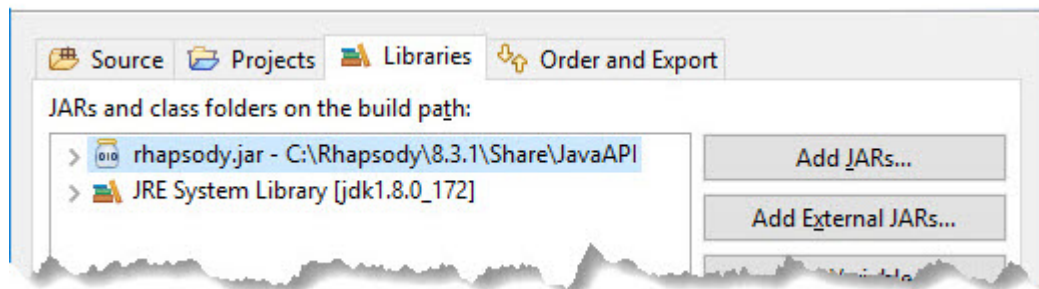 Source Projects Libraries Order and Export
JARs and class folders on the build path:
rhapsody.jar - C:\Rhapsody\8.3.1\Share\JavaAPI
Add JARs...
JRE System Library [jdk1.8.0_172]
Add External JARs...